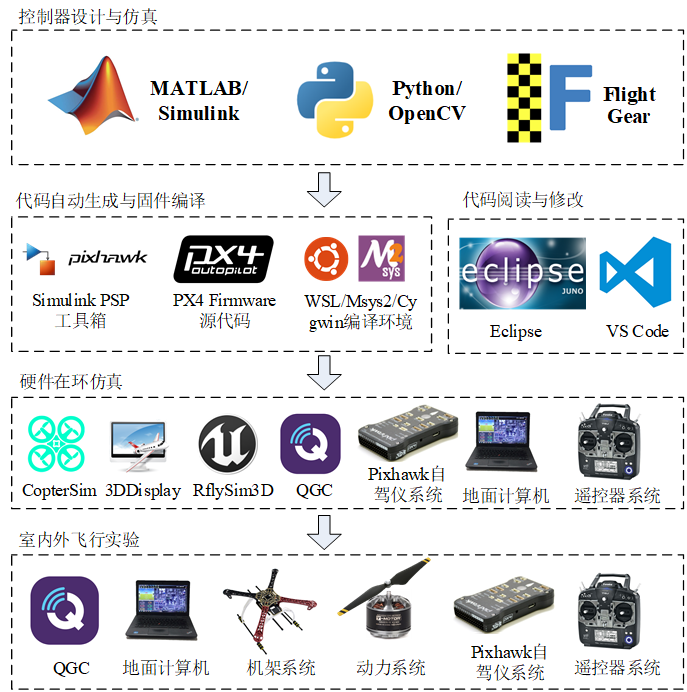 控制器设计与仿真
MATLAB/
Simulink
Python/
OpenCV
Flight
Gear
代码自动生成与固件编译
代码阅读与修改
pixhawk
px4
autopilot
M2
sys
eclipse
JUNO
Simulink PSP
工具箱
PX4 Firmware
源代码
WSL/Msys2/Cy
gwin编译环境
Eclipse
VS Code
硬件在环仿真
CopterSim
3DDisplay
RflySim3D
QGC
Pixhawk自
驾仪系统
地面计算机
遥控器系统
室内外飞行实验
QGC
地面计算机
机架系统
动力系统
Pixhawk自
驾仪系统
遥控器系统